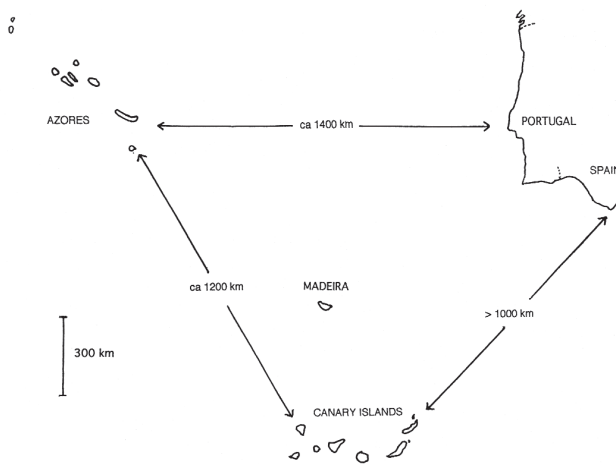 AZORES
ca 1400 km
PORTUGAL
SPAIN
ca 1200 km
MADEIRA
> 1000 km
300 km
CANARY ISLANDS